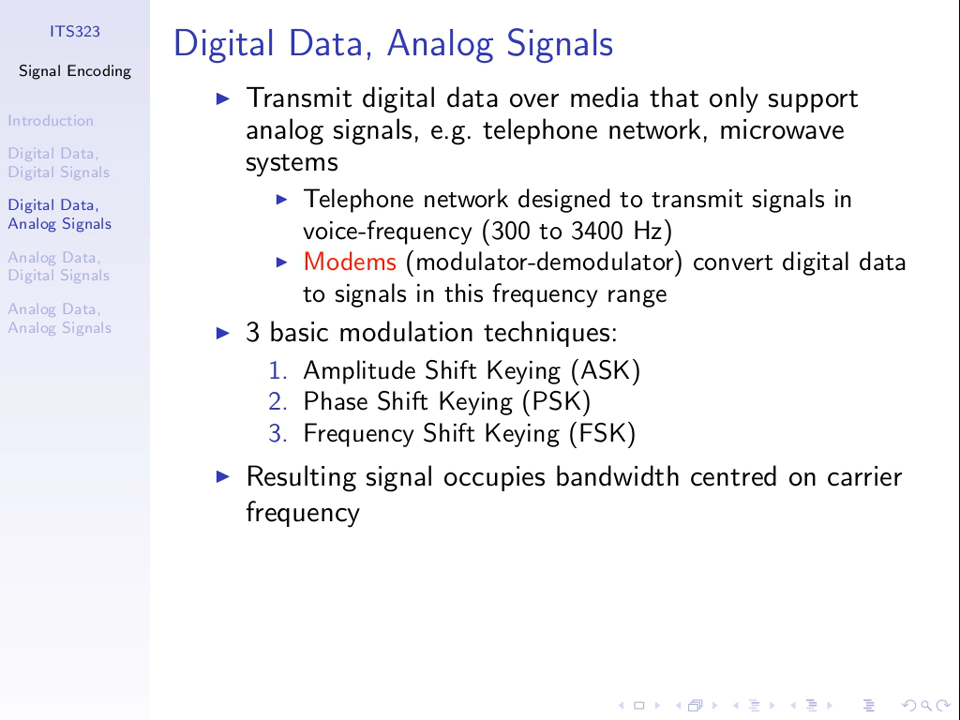 ITS323
Signal Encoding
Introduction
Digital Data,
Digital Signals
Digital Data,
Analog Signals
Analog Data,
Digital Signals
Analog Data,
Analog Signals
Digital Data, Analog Signals
Transmit digital data over media that only support
analog signals, e.g. telephone network, microwave
systems
Telephone network designed to transmit signals in
voice-frequency (300 to 3400 Hz)
Modems (modulator-demodulator) convert digital data
to signals in this frequency range
3 basic modulation techniques:
1. Amplitude Shift Keying (ASK)
2. Phase Shift Keying (PSK)
3. Frequency Shift Keying (FSK)
Resulting signal occupies bandwidth centred on carrier
frequency